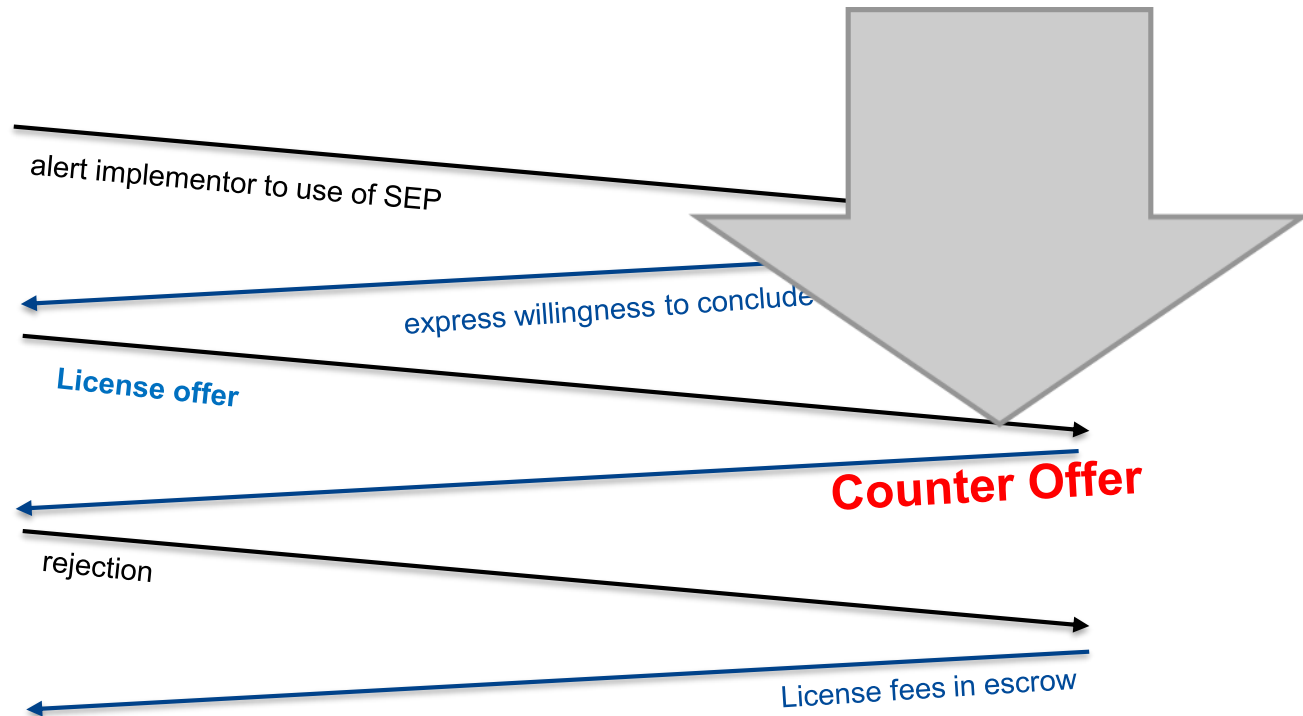 alert implementor to use of SEP
express willingness to conclude
License offer
Counter Offer
rejection
License fees in escrow